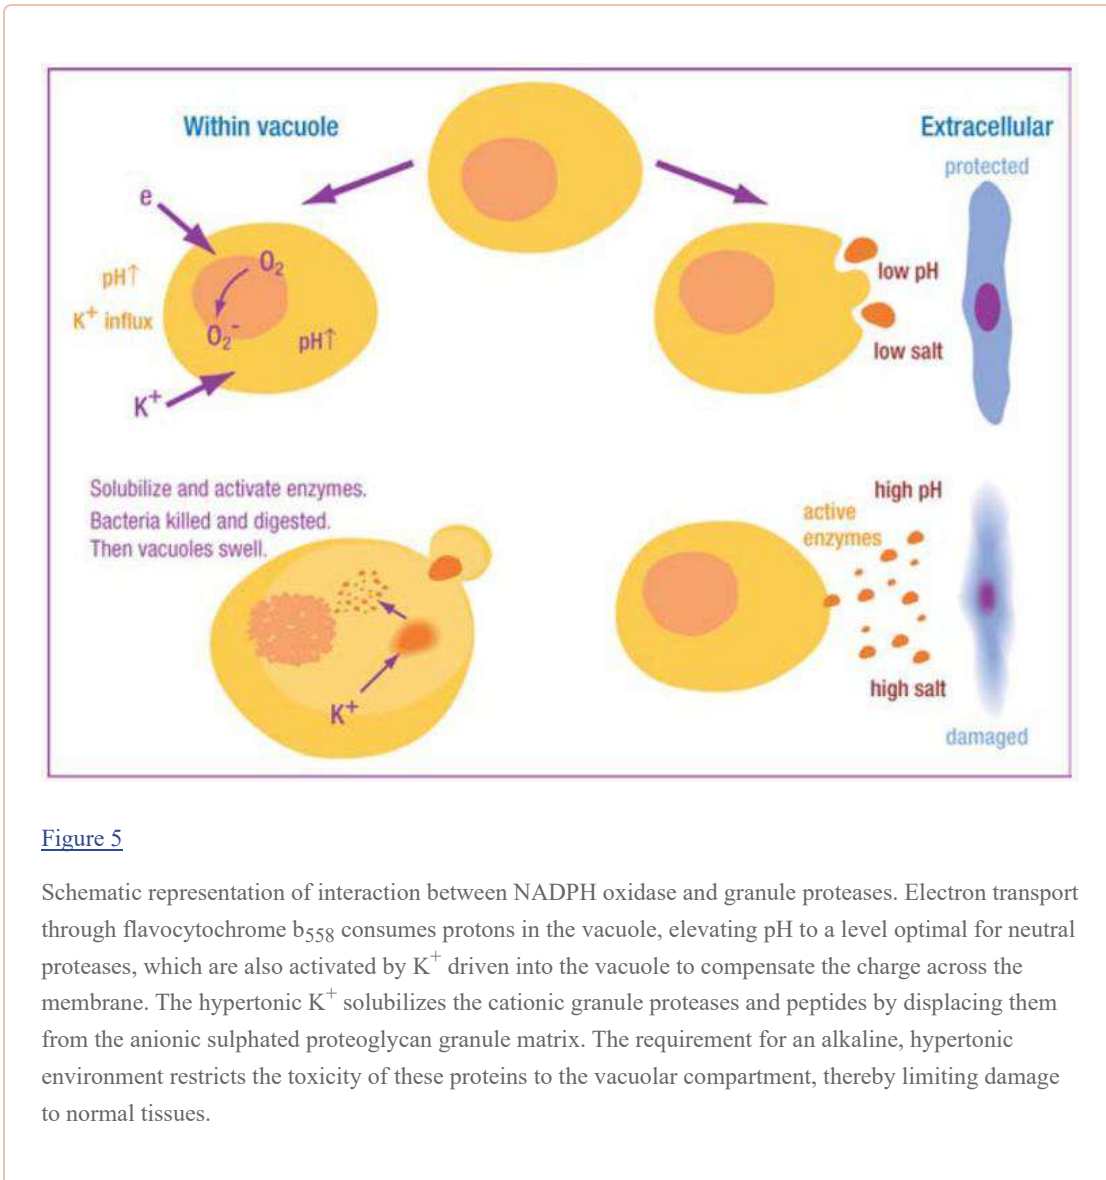 Within vacuole
Extracellular
protected
e
O₂
pH↑
low pH
K⁺ influx
O₂⁻
pH↑
low salt
K⁺
Solubilize and activate enzymes.
Bacteria killed and digested.
Then vacuoles swell.
high pH
active
enzymes
K⁺
high salt
damaged
Figure 5
Schematic representation of interaction between NADPH oxidase and granule proteases. Electron transport
through flavocytochrome b₅₅₈ consumes protons in the vacuole, elevating pH to a level optimal for neutral
proteases, which are also activated by K⁺ driven into the vacuole to compensate the charge across the
membrane. The hypertonic K⁺ solubilizes the cationic granule proteases and peptides by displacing them
from the anionic sulphated proteoglycan granule matrix. The requirement for an alkaline, hypertonic
environment restricts the toxicity of these proteins to the vacuolar compartment, thereby limiting damage
to normal tissues.